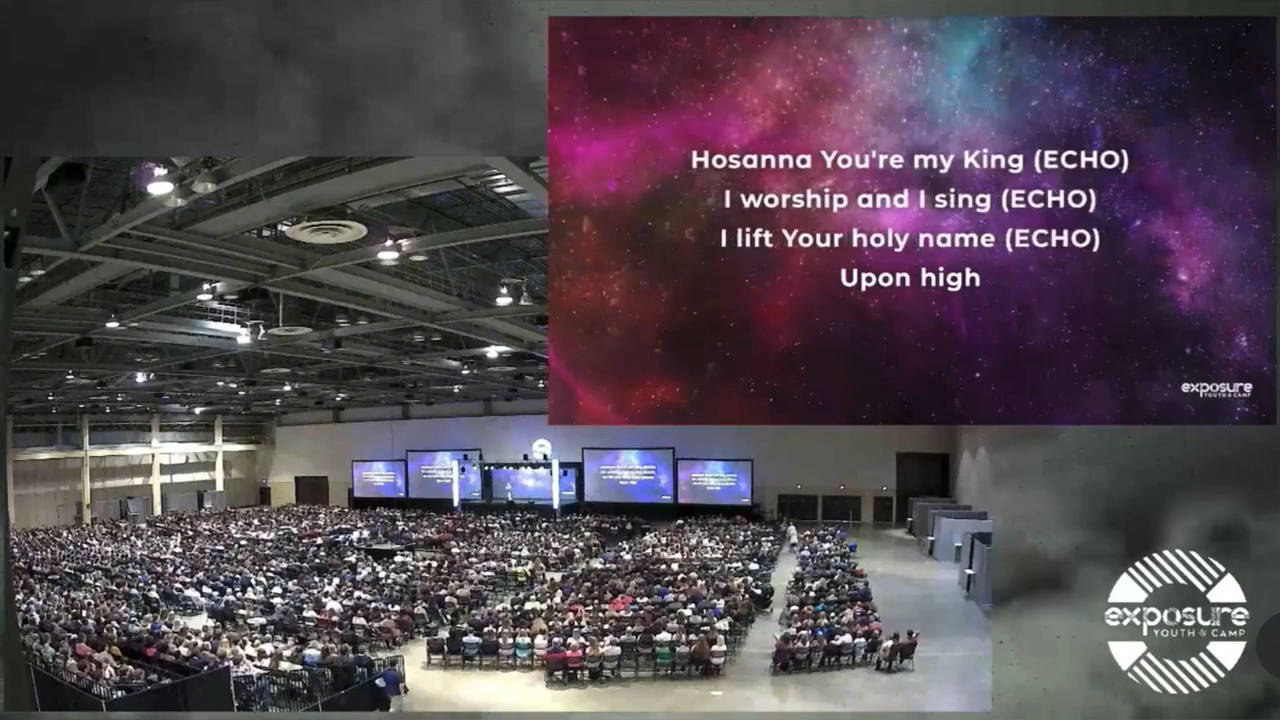 Hosanna You're my King (ECHO)
I worship and I sing (ECHO)
I lift Your holy name (ECHO)
Upon high
exposure
YOUTH & CAMP
exposure
YOUTH & CAMP